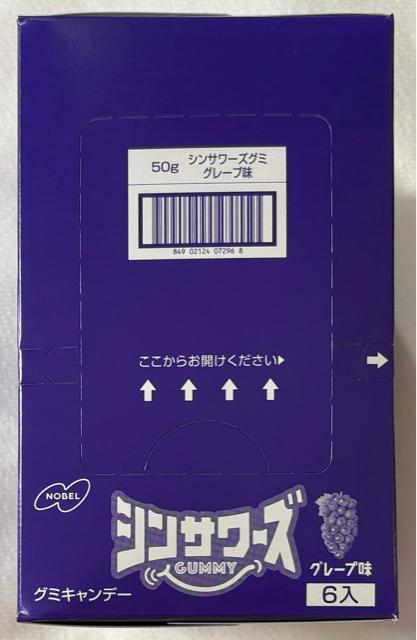 50g シンサワーズグミ
グレープ味
849 02124 07296 8
ここからお開けください
NOBEL
シンサワーズ
GUMMY
グレープ味
グミキャンデー
6入